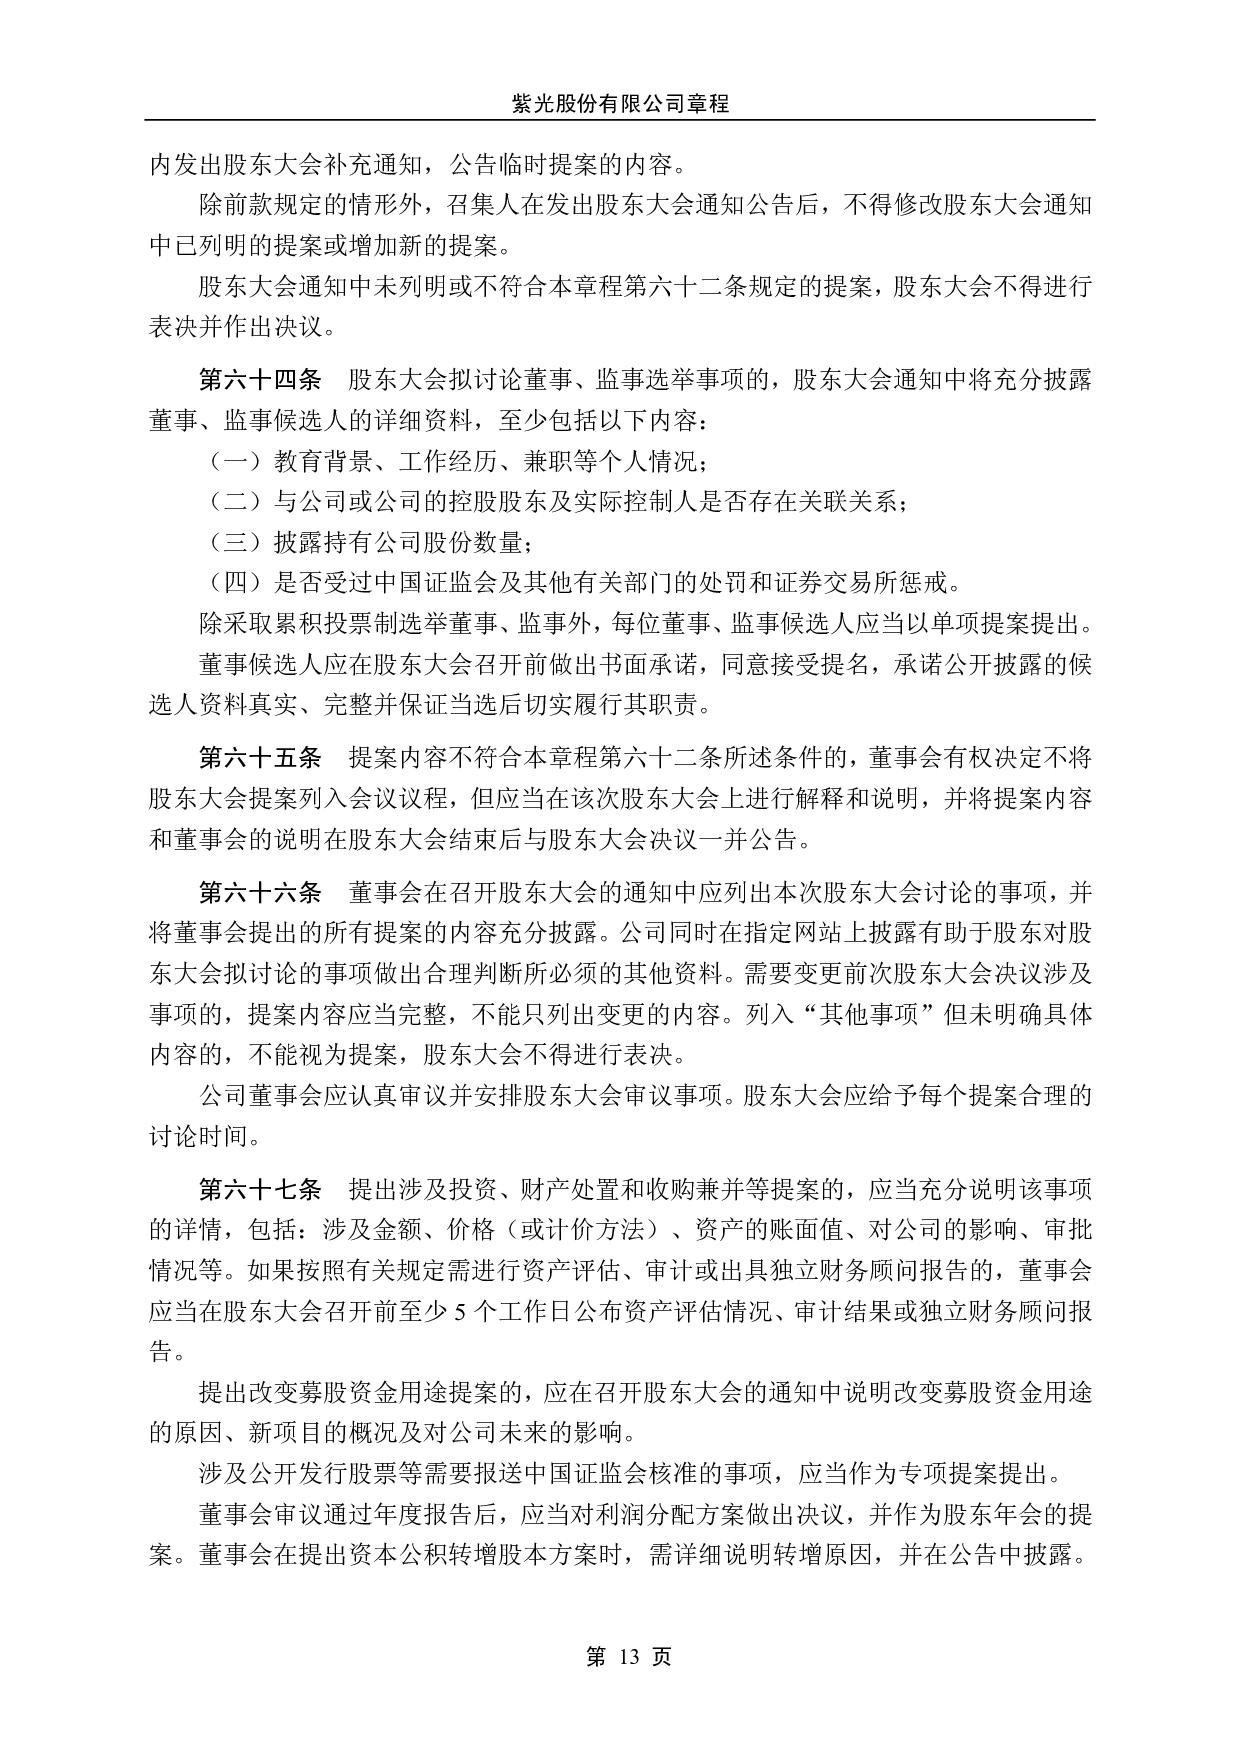 紫光股份有限公司章程
内发出股东大会补充通知，公告临时提案的内容。
除前款规定的情形外，召集人在发出股东大会通知公告后，不得修改股东大会通知
中已列明的提案或增加新的提案。
股东大会通知中未列明或不符合本章程第六十二条规定的提案，股东大会不得进行
表决并作出决议。
第六十四条　股东大会拟讨论董事、监事选举事项的，股东大会通知中将充分披露
董事、监事候选人的详细资料，至少包括以下内容：
（一）教育背景、工作经历、兼职等个人情况；
（二）与公司或公司的控股股东及实际控制人是否存在关联关系；
（三）披露持有公司股份数量；
（四）是否受过中国证监会及其他有关部门的处罚和证券交易所惩戒。
除采取累积投票制选举董事、监事外，每位董事、监事候选人应当以单项提案提出。
董事候选人应在股东大会召开前做出书面承诺，同意接受提名，承诺公开披露的候
选人资料真实、完整并保证当选后切实履行其职责。
第六十五条　提案内容不符合本章程第六十二条所述条件的，董事会有权决定不将
股东大会提案列入会议议程，但应当在该次股东大会上进行解释和说明，并将提案内容
和董事会的说明在股东大会结束后与股东大会决议一并公告。
第六十六条　董事会在召开股东大会的通知中应列出本次股东大会讨论的事项，并
将董事会提出的所有提案的内容充分披露。公司同时在指定网站上披露有助于股东对股
东大会拟讨论的事项做出合理判断所必须的其他资料。需要变更前次股东大会决议涉及
事项的，提案内容应当完整，不能只列出变更的内容。列入“其他事项”但未明确具体
内容的，不能视为提案，股东大会不得进行表决。
公司董事会应认真审议并安排股东大会审议事项。股东大会应给予每个提案合理的
讨论时间。
第六十七条　提出涉及投资、财产处置和收购兼并等提案的，应当充分说明该事项
的详情，包括：涉及金额、价格（或计价方法）、资产的账面值、对公司的影响、审批
情况等。如果按照有关规定需进行资产评估、审计或出具独立财务顾问报告的，董事会
应当在股东大会召开前至少 5 个工作日公布资产评估情况、审计结果或独立财务顾问报
告。
提出改变募股资金用途提案的，应在召开股东大会的通知中说明改变募股资金用途
的原因、新项目的概况及对公司未来的影响。
涉及公开发行股票等需要报送中国证监会核准的事项，应当作为专项提案提出。
董事会审议通过年度报告后，应当对利润分配方案做出决议，并作为股东年会的提
案。董事会在提出资本公积转增股本方案时，需详细说明转增原因，并在公告中披露。
第 13 页